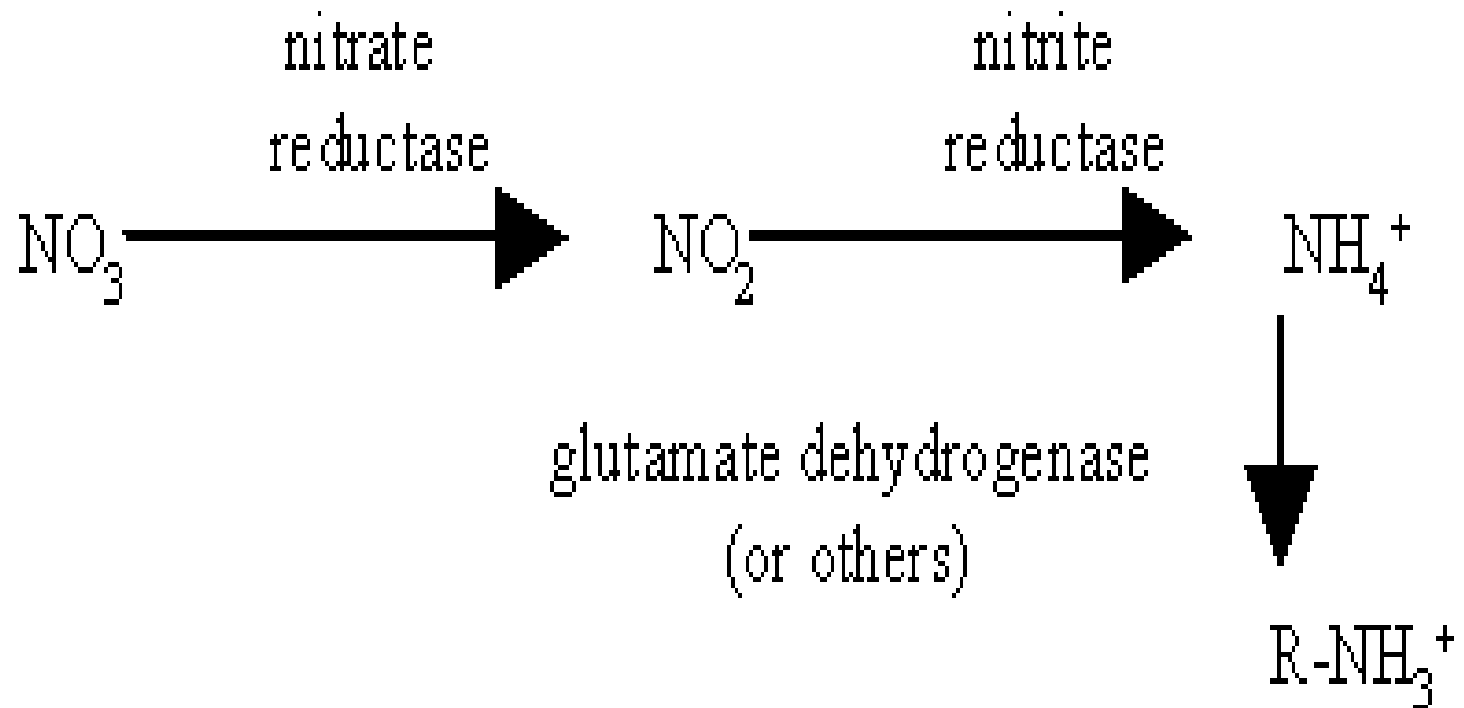 nitrate
reductase
nitrite
reductase
NO₃
NO₂
NH₄⁺
glutamate dehydrogenase
(or others)
R-NH₃⁺